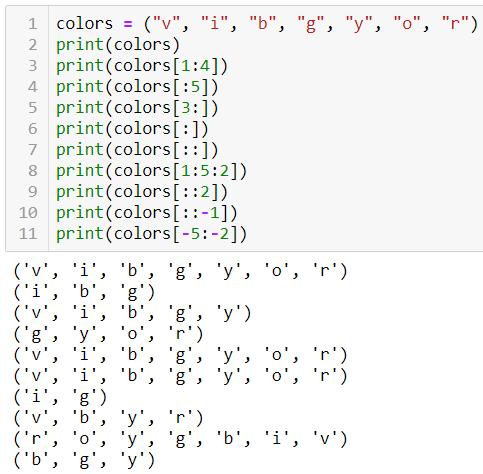 1 colors = ("v", "i", "b", "g", "y", "o", "r")
2 print(colors)
3 print(colors[1:4])
4 print(colors[:5])
5 print(colors[3:])
6 print(colors[:])
7 print(colors[::])
8 print(colors[1:5:2])
9 print(colors[::2])
10 print(colors[::-1])
11 print(colors[-5:-2])
('v', 'i', 'b', 'g', 'y', 'o', 'r')
('i', 'b', 'g')
('v', 'i', 'b', 'g', 'y')
('g', 'y', 'o', 'r')
('v', 'i', 'b', 'g', 'y', 'o', 'r')
('v', 'i', 'b', 'g', 'y', 'o', 'r')
('i', 'g')
('v', 'b', 'y', 'r')
('r', 'o', 'y', 'g', 'b', 'i', 'v')
('b', 'g', 'y')